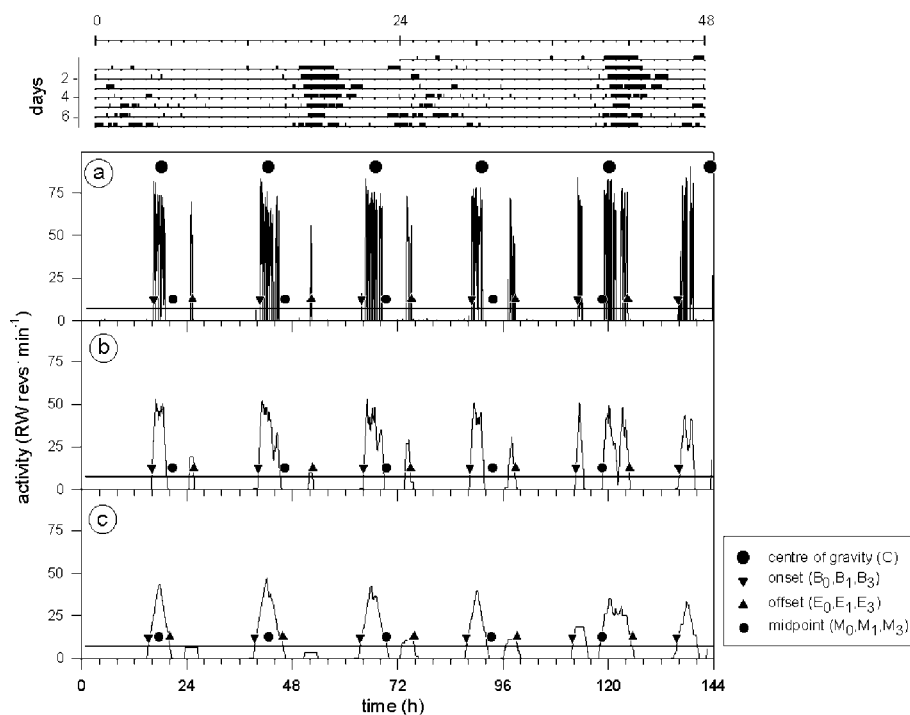 0 24 48
days
2
4
6
a
75
50
25
0
b
75
50
25
0
c
75
50
25
0
activity (RW revs·min⁻¹)
0 24 48 72 96 120 144
time (h)
centre of gravity (C)
onset (B₀,B₁,B₃)
offset (E₀,E₁,E₃)
midpoint (M₀,M₁,M₃)